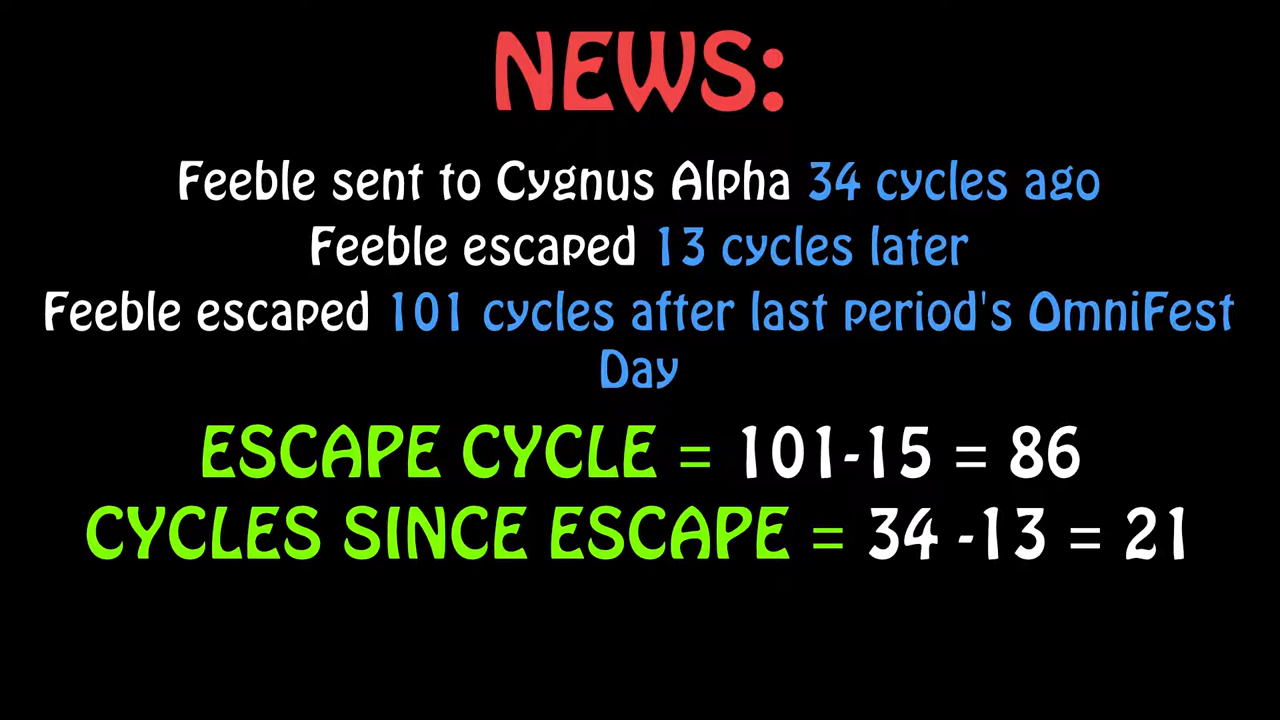 NEWS:
Feeble sent to Cygnus Alpha 34 cycles ago
Feeble escaped 13 cycles later
Feeble escaped 101 cycles after last period's OmniFest
Day
ESCAPE CYCLE = 101-15 = 86
CYCLES SINCE ESCAPE = 34 -13 = 21